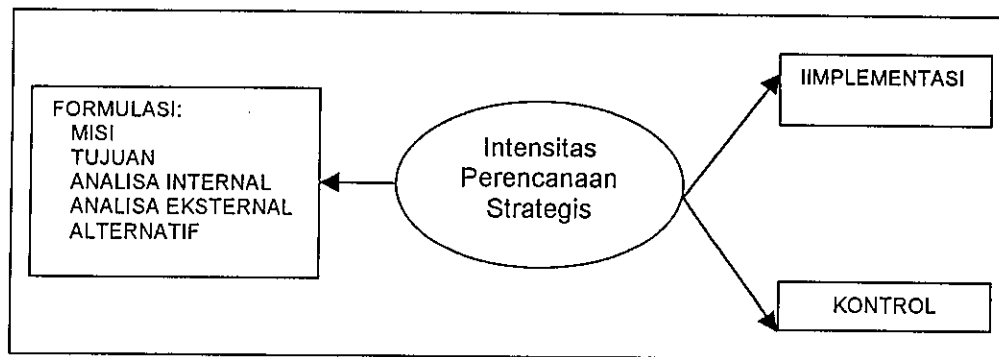 FORMULASI:
MISI
TUJUAN
ANALISA INTERNAL
ANALISA EKSTERNAL
ALTERNATIF
Intensitas
Perencanaan
Strategis
IIMPLEMENTASI
KONTROL